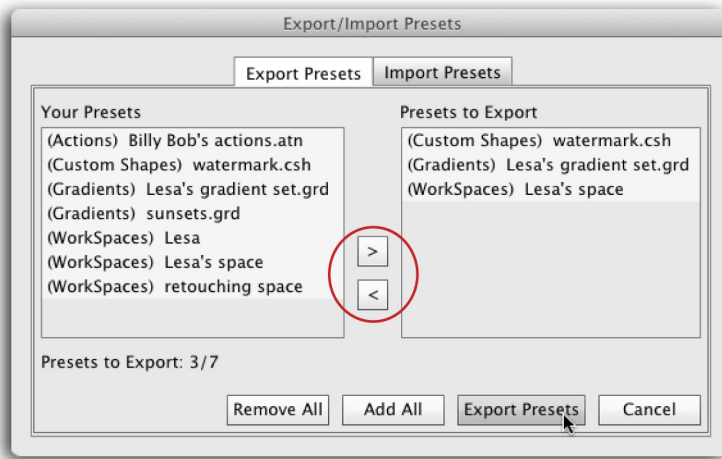 Export/Import Presets
Export Presets
Import Presets
Your Presets
(Actions) Billy Bob's actions.atn
(Custom Shapes) watermark.csh
(Gradients) Lesa's gradient set.grd
(Gradients) sunsets.grd
(WorkSpaces) Lesa
(WorkSpaces) Lesa's space
(WorkSpaces) retouching space
>
<
Presets to Export
(Custom Shapes) watermark.csh
(Gradients) Lesa's gradient set.grd
(WorkSpaces) Lesa's space
Presets to Export: 3/7
Remove All
Add All
Export Presets
Cancel